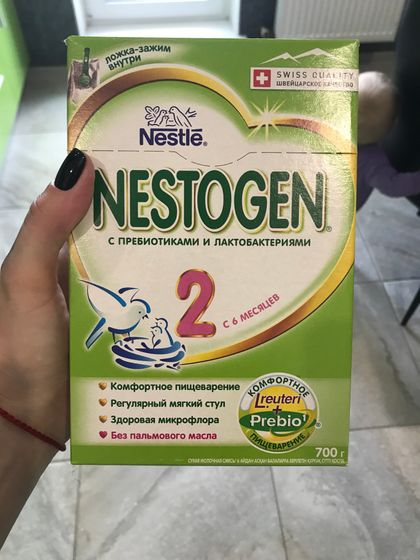 ложка-зажим
внутри
SWISS QUALITY
ШВЕЙЦАРСКОЕ КАЧЕСТВО
Nestlé®
NESTOGEN®
С ПРЕБИОТИКАМИ И ЛАКТОБАКТЕРИЯМИ
2
С 6 МЕСЯЦЕВ
Комфортное пищеварение
Регулярный мягкий стул
Здоровая микрофлора
Без пальмового масла
КОМФОРТНОЕ
L.reuteri
+
Prebio1®
ПИЩЕВАРЕНИЕ
700 г